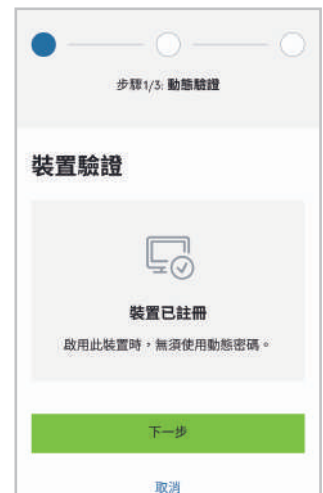 步驟1/3: 動態驗證
裝置驗證
裝置已註冊
啟用此裝置時，無須使用動態密碼。
下一步
取消